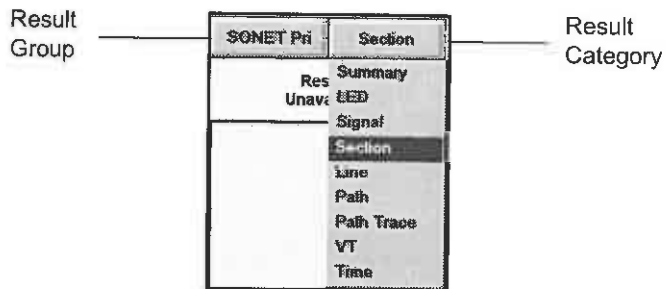 Result
Group
SONET Pri
Section
Result
Category
Res
Unava
Summary
LED
Signal
Section
Line
Path
Path Trace
VT
Time